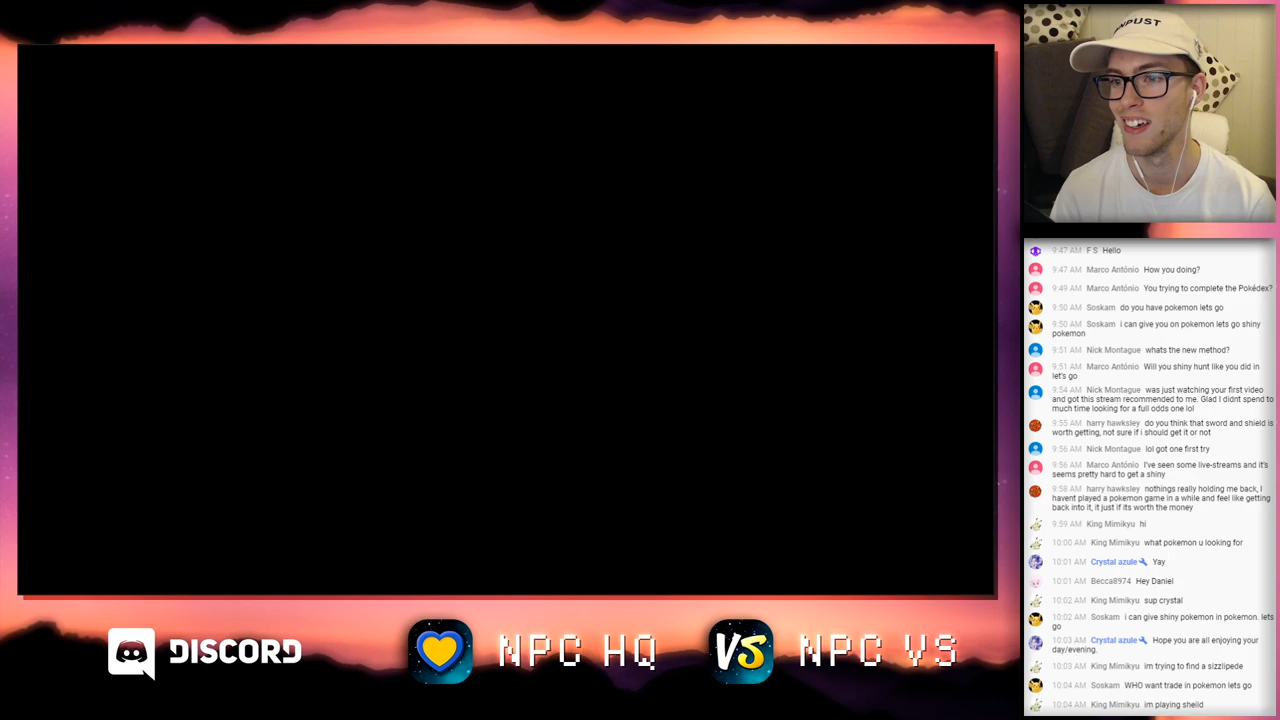 UNPUST
9:47 AM F S Hello
9:47 AM Marco António How you doing?
9:49 AM Marco António You trying to complete the Pokédex?
9:50 AM Soskam do you have pokemon lets go
9:50 AM Soskam i can give you on pokemon lets go shiny
pokemon
9:51 AM Nick Montague whats the new method?
9:51 AM Marco António Will you shiny hunt like you did in
let's go
9:54 AM Nick Montague was just watching your first video
and got this stream recommended to me. Glad I didnt spend to
much time looking for a full odds one lol
9:55 AM harry hawksley do you think that sword and shield is
worth getting, not sure if i should get it or not
9:56 AM Nick Montague lol got one first try
9:56 AM Marco António I've seen some live-streams and it's
seems pretty hard to get a shiny
9:58 AM harry hawksley nothings really holding me back, I
havent played a pokemon game in a while and feel like getting
back into it, it just if its worth the money
9:59 AM King Mimikyu hi
10:00 AM King Mimikyu what pokemon u looking for
10:01 AM Crystal azule Yay
10:01 AM Becca8974 Hey Daniel
10:02 AM King Mimikyu sup crystal
10:02 AM Soskam i can give shiny pokemon in pokemon. lets
go
10:03 AM Crystal azule Hope you are all enjoying your
day/evening.
10:03 AM King Mimikyu im trying to find a sizzlipede
10:04 AM Soskam WHO want trade in pokemon lets go
10:04 AM King Mimikyu im playing sheild
DISCORD
NPC HQ
VS
NPC VS